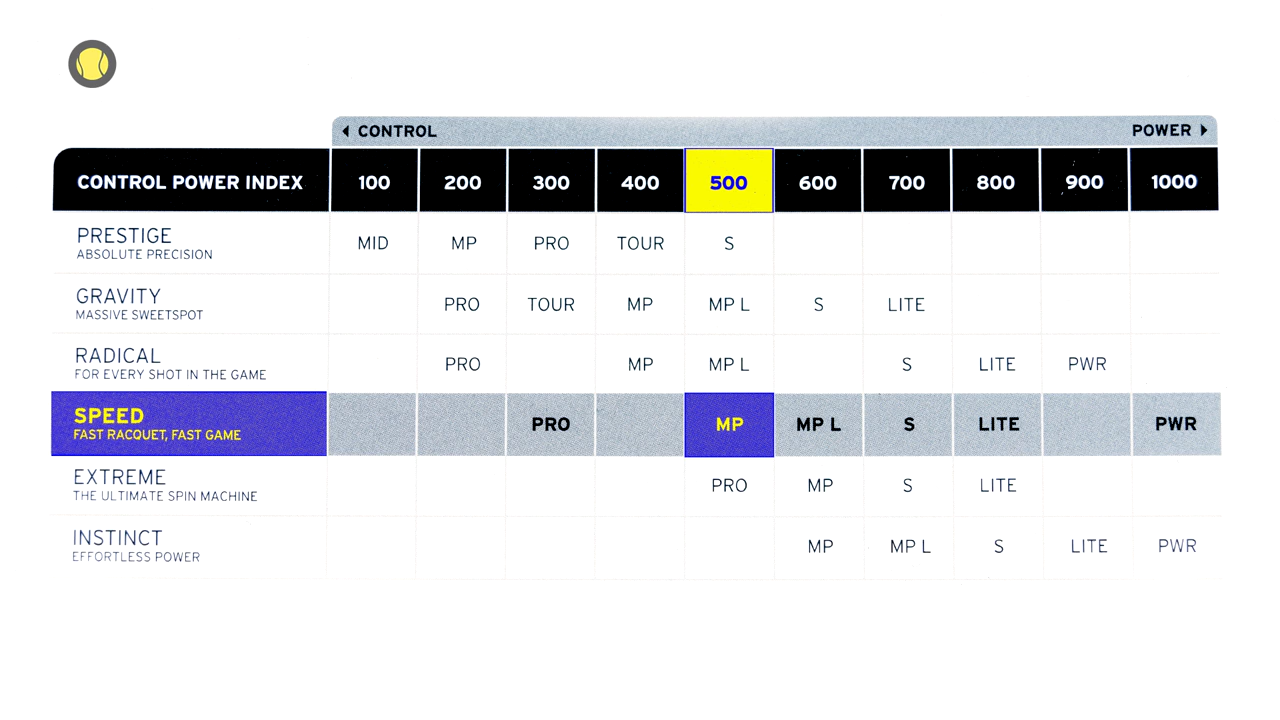 CONTROL POWER
CONTROL POWER INDEX 100 200 300 400 500 600 700 800 900 1000
PRESTIGE MID MP PRO TOUR S
ABSOLUTE PRECISION
GRAVITY PRO TOUR MP MP L S LITE
MASSIVE SWEETSPOT
RADICAL PRO MP MP L S LITE PWR
FOR EVERY SHOT IN THE GAME
SPEED PRO MP MP L S LITE PWR
FAST RACQUET, FAST GAME
EXTREME PRO MP S LITE
THE ULTIMATE SPIN MACHINE
INSTINCT MP MP L S LITE PWR
EFFORTLESS POWER